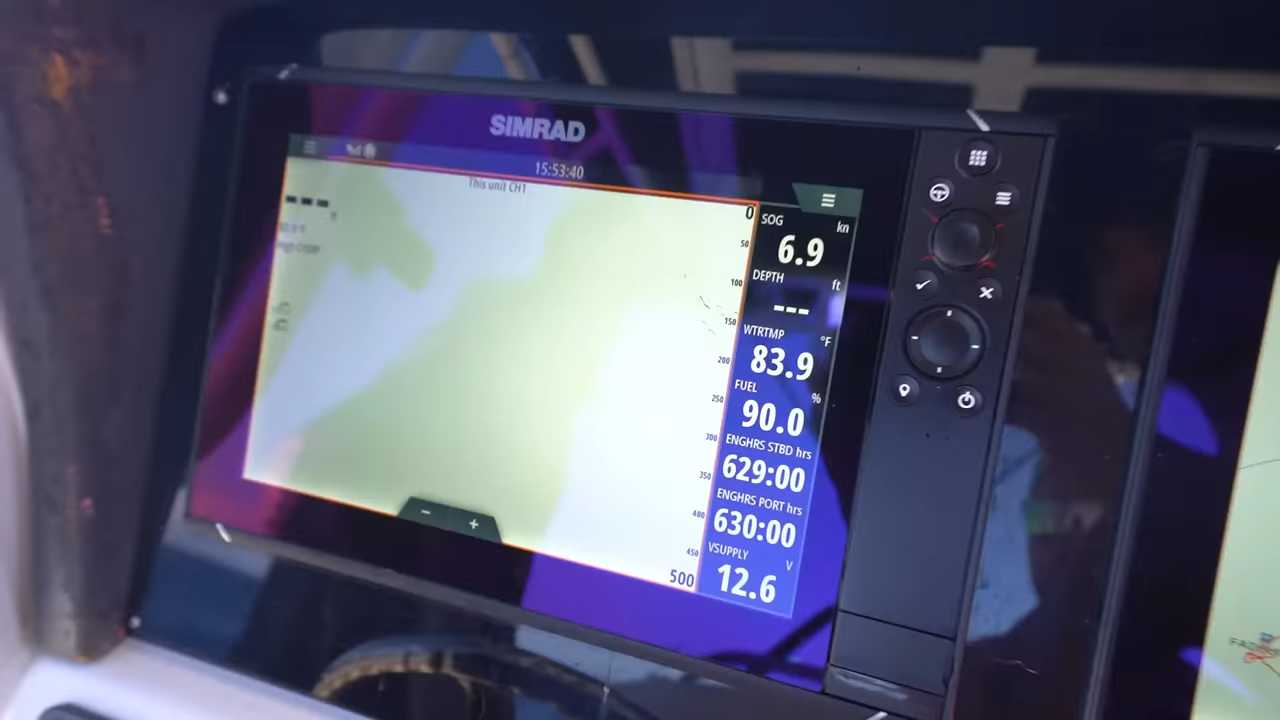 SIMRAD
15:53:40
This unit CH1
---
0
50
100
150
200
250
300
350
400
450
500
SOG
kn
6.9
DEPTH
ft
---
WTRTMP
°F
83.9
FUEL
%
90.0
ENGHRS STBD hrs
629:00
ENGHRS PORT hrs
630:00
VSUPPLY
V
12.6
- +